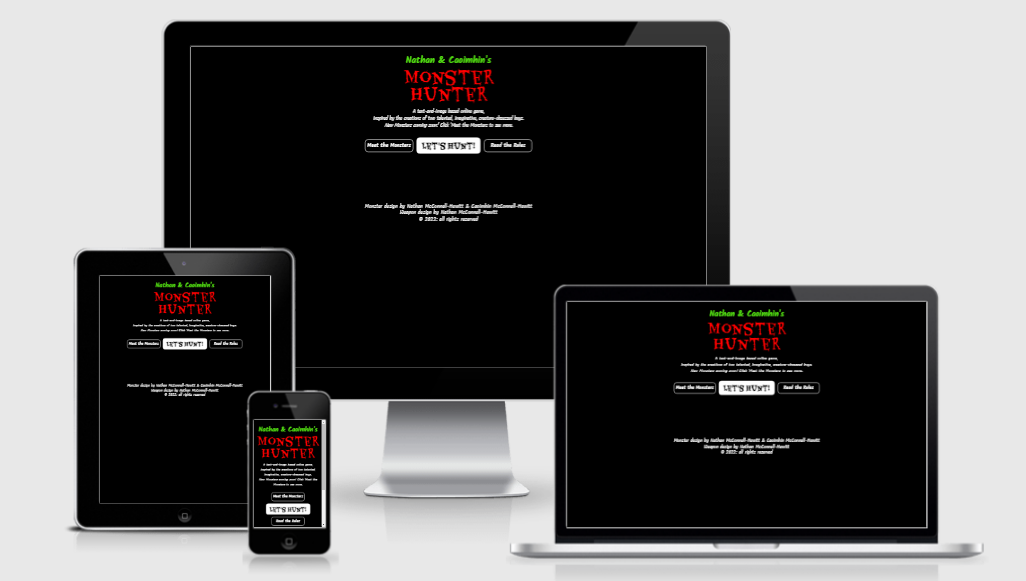 Nathan & Caoimhin's
MONSTER
HUNTER
A text-and-image based online game,
Inspired by the creations of two talented, imaginative, creature-obsessed boys.
New Monsters coming soon! Click 'Meet the Monsters to see more.
Meet the Monsters
LET'S HUNT!
Read the Rules
Monster design by Nathan McConnell-Hewitt & Caoimhin McConnell-Hewitt
Weapon design by Nathan McConnell-Hewitt
© 2022: all rights reserved
Nathan & Caoimhin's
MONSTER
HUNTER
A text-and-image based online game,
Inspired by the creations of two talented, imaginative, creature-obsessed boys.
New Monsters coming soon! Click 'Meet the Monsters to see more.
Meet the Monsters
LET'S HUNT!
Read the Rules
Monster design by Nathan McConnell-Hewitt & Caoimhin McConnell-Hewitt
Weapon design by Nathan McConnell-Hewitt
© 2022: all rights reserved
Nathan & Caoimhin's
MONSTER
HUNTER
A text-and-image based online game,
Inspired by the creations of two talented,
imaginative, creature-obsessed boys.
New Monsters coming soon! Click 'Meet the
Monsters to see more.
Meet the Monsters
LET'S HUNT!
Read the Rules
Nathan & Caoimhin's
MONSTER
HUNTER
A text-and-image based online game,
Inspired by the creations of two talented, imaginative, creature-obsessed boys.
New Monsters coming soon! Click 'Meet the Monsters to see more.
Meet the Monsters
LET'S HUNT!
Read the Rules
Monster design by Nathan McConnell-Hewitt & Caoimhin McConnell-Hewitt
Weapon design by Nathan McConnell-Hewitt
© 2022: all rights reserved